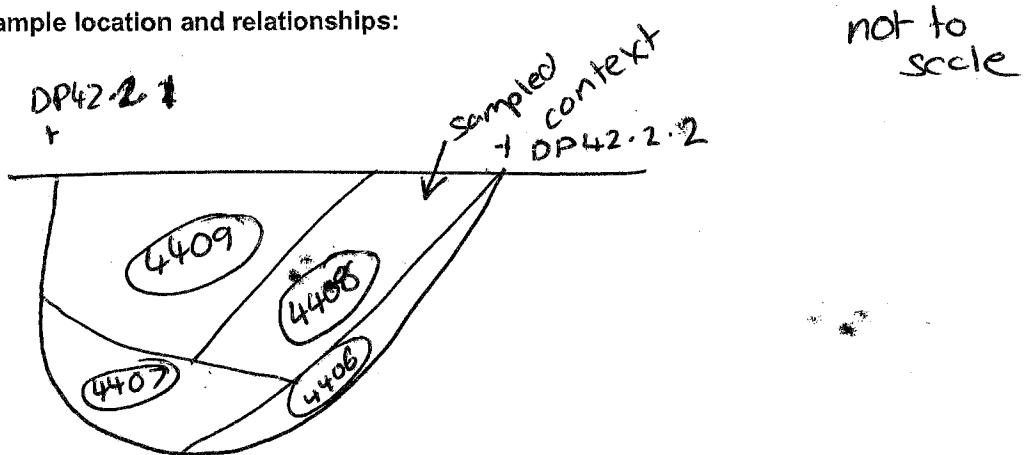 ample location and relationships:
not to
scale
DP42.2 1
sampled
context
DP42.2.2
4409
4408
4407
4406